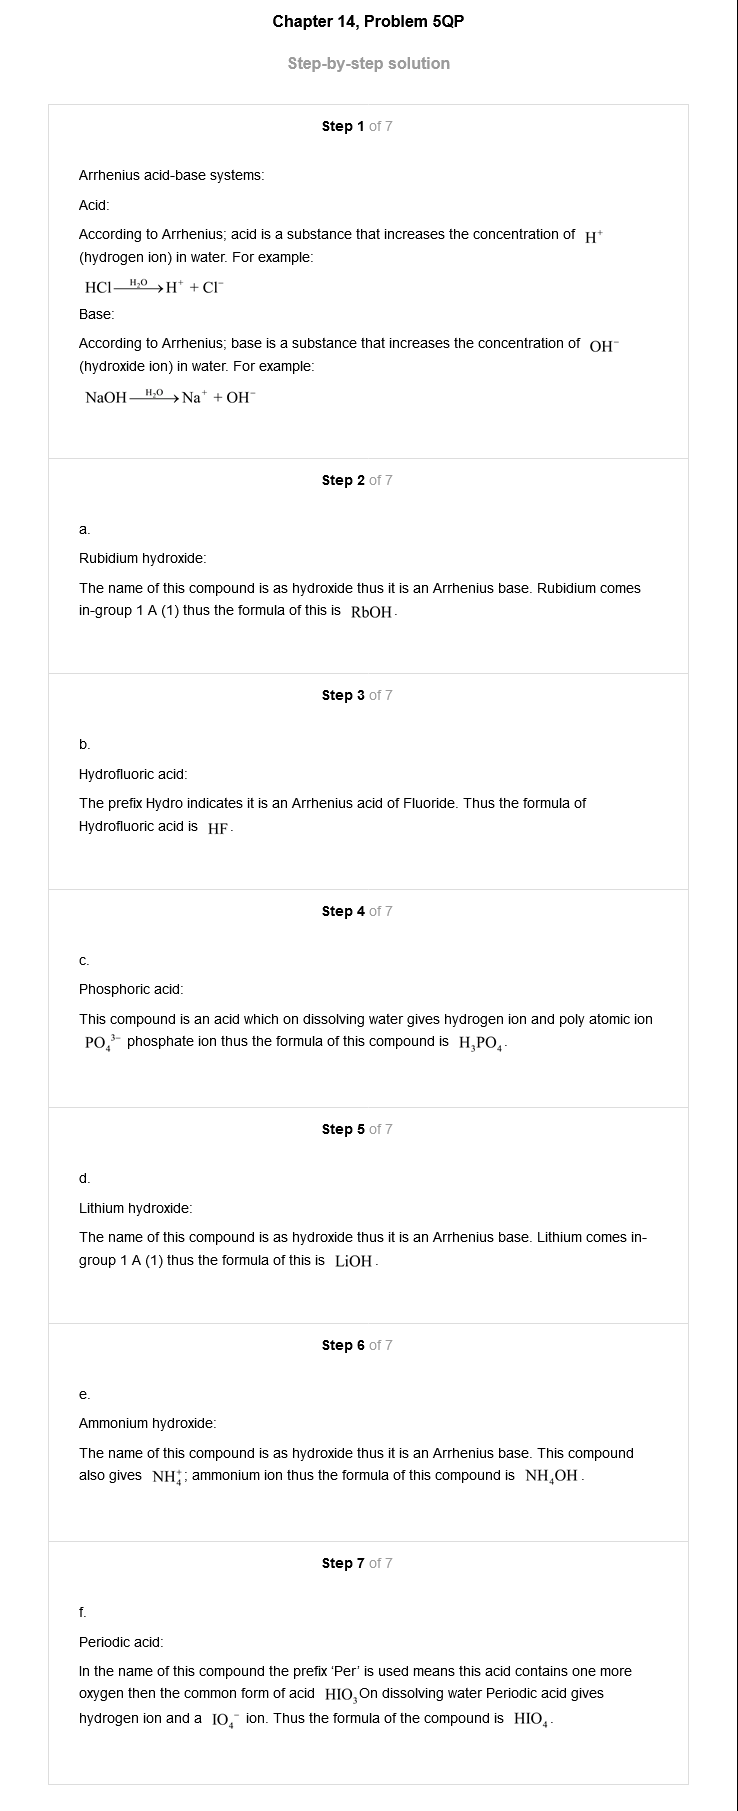 Chapter 14, Problem 5QP
Step-by-step solution
Step 1 of 7
Arrhenius acid-base systems:
Acid:
According to Arrhenius; acid is a substance that increases the concentration of H⁺
(hydrogen ion) in water. For example:
HCl —H₂O→ H⁺ + Cl⁻
Base:
According to Arrhenius; base is a substance that increases the concentration of OH⁻
(hydroxide ion) in water. For example:
NaOH —H₂O→ Na⁺ + OH⁻
Step 2 of 7
a.
Rubidium hydroxide:
The name of this compound is as hydroxide thus it is an Arrhenius base. Rubidium comes
in-group 1 A (1) thus the formula of this is RbOH.
Step 3 of 7
b.
Hydrofluoric acid:
The prefix Hydro indicates it is an Arrhenius acid of Fluoride. Thus the formula of
Hydrofluoric acid is HF.
Step 4 of 7
c.
Phosphoric acid:
This compound is an acid which on dissolving water gives hydrogen ion and poly atomic ion
PO₄³⁻ phosphate ion thus the formula of this compound is H₃PO₄.
Step 5 of 7
d.
Lithium hydroxide:
The name of this compound is as hydroxide thus it is an Arrhenius base. Lithium comes in-
group 1 A (1) thus the formula of this is LiOH.
Step 6 of 7
e.
Ammonium hydroxide:
The name of this compound is as hydroxide thus it is an Arrhenius base. This compound
also gives NH₄⁺; ammonium ion thus the formula of this compound is NH₄OH.
Step 7 of 7
f.
Periodic acid:
In the name of this compound the prefix ‘Per’ is used means this acid contains one more
oxygen then the common form of acid HIO₃On dissolving water Periodic acid gives
hydrogen ion and a IO₄⁻ ion. Thus the formula of the compound is HIO₄.